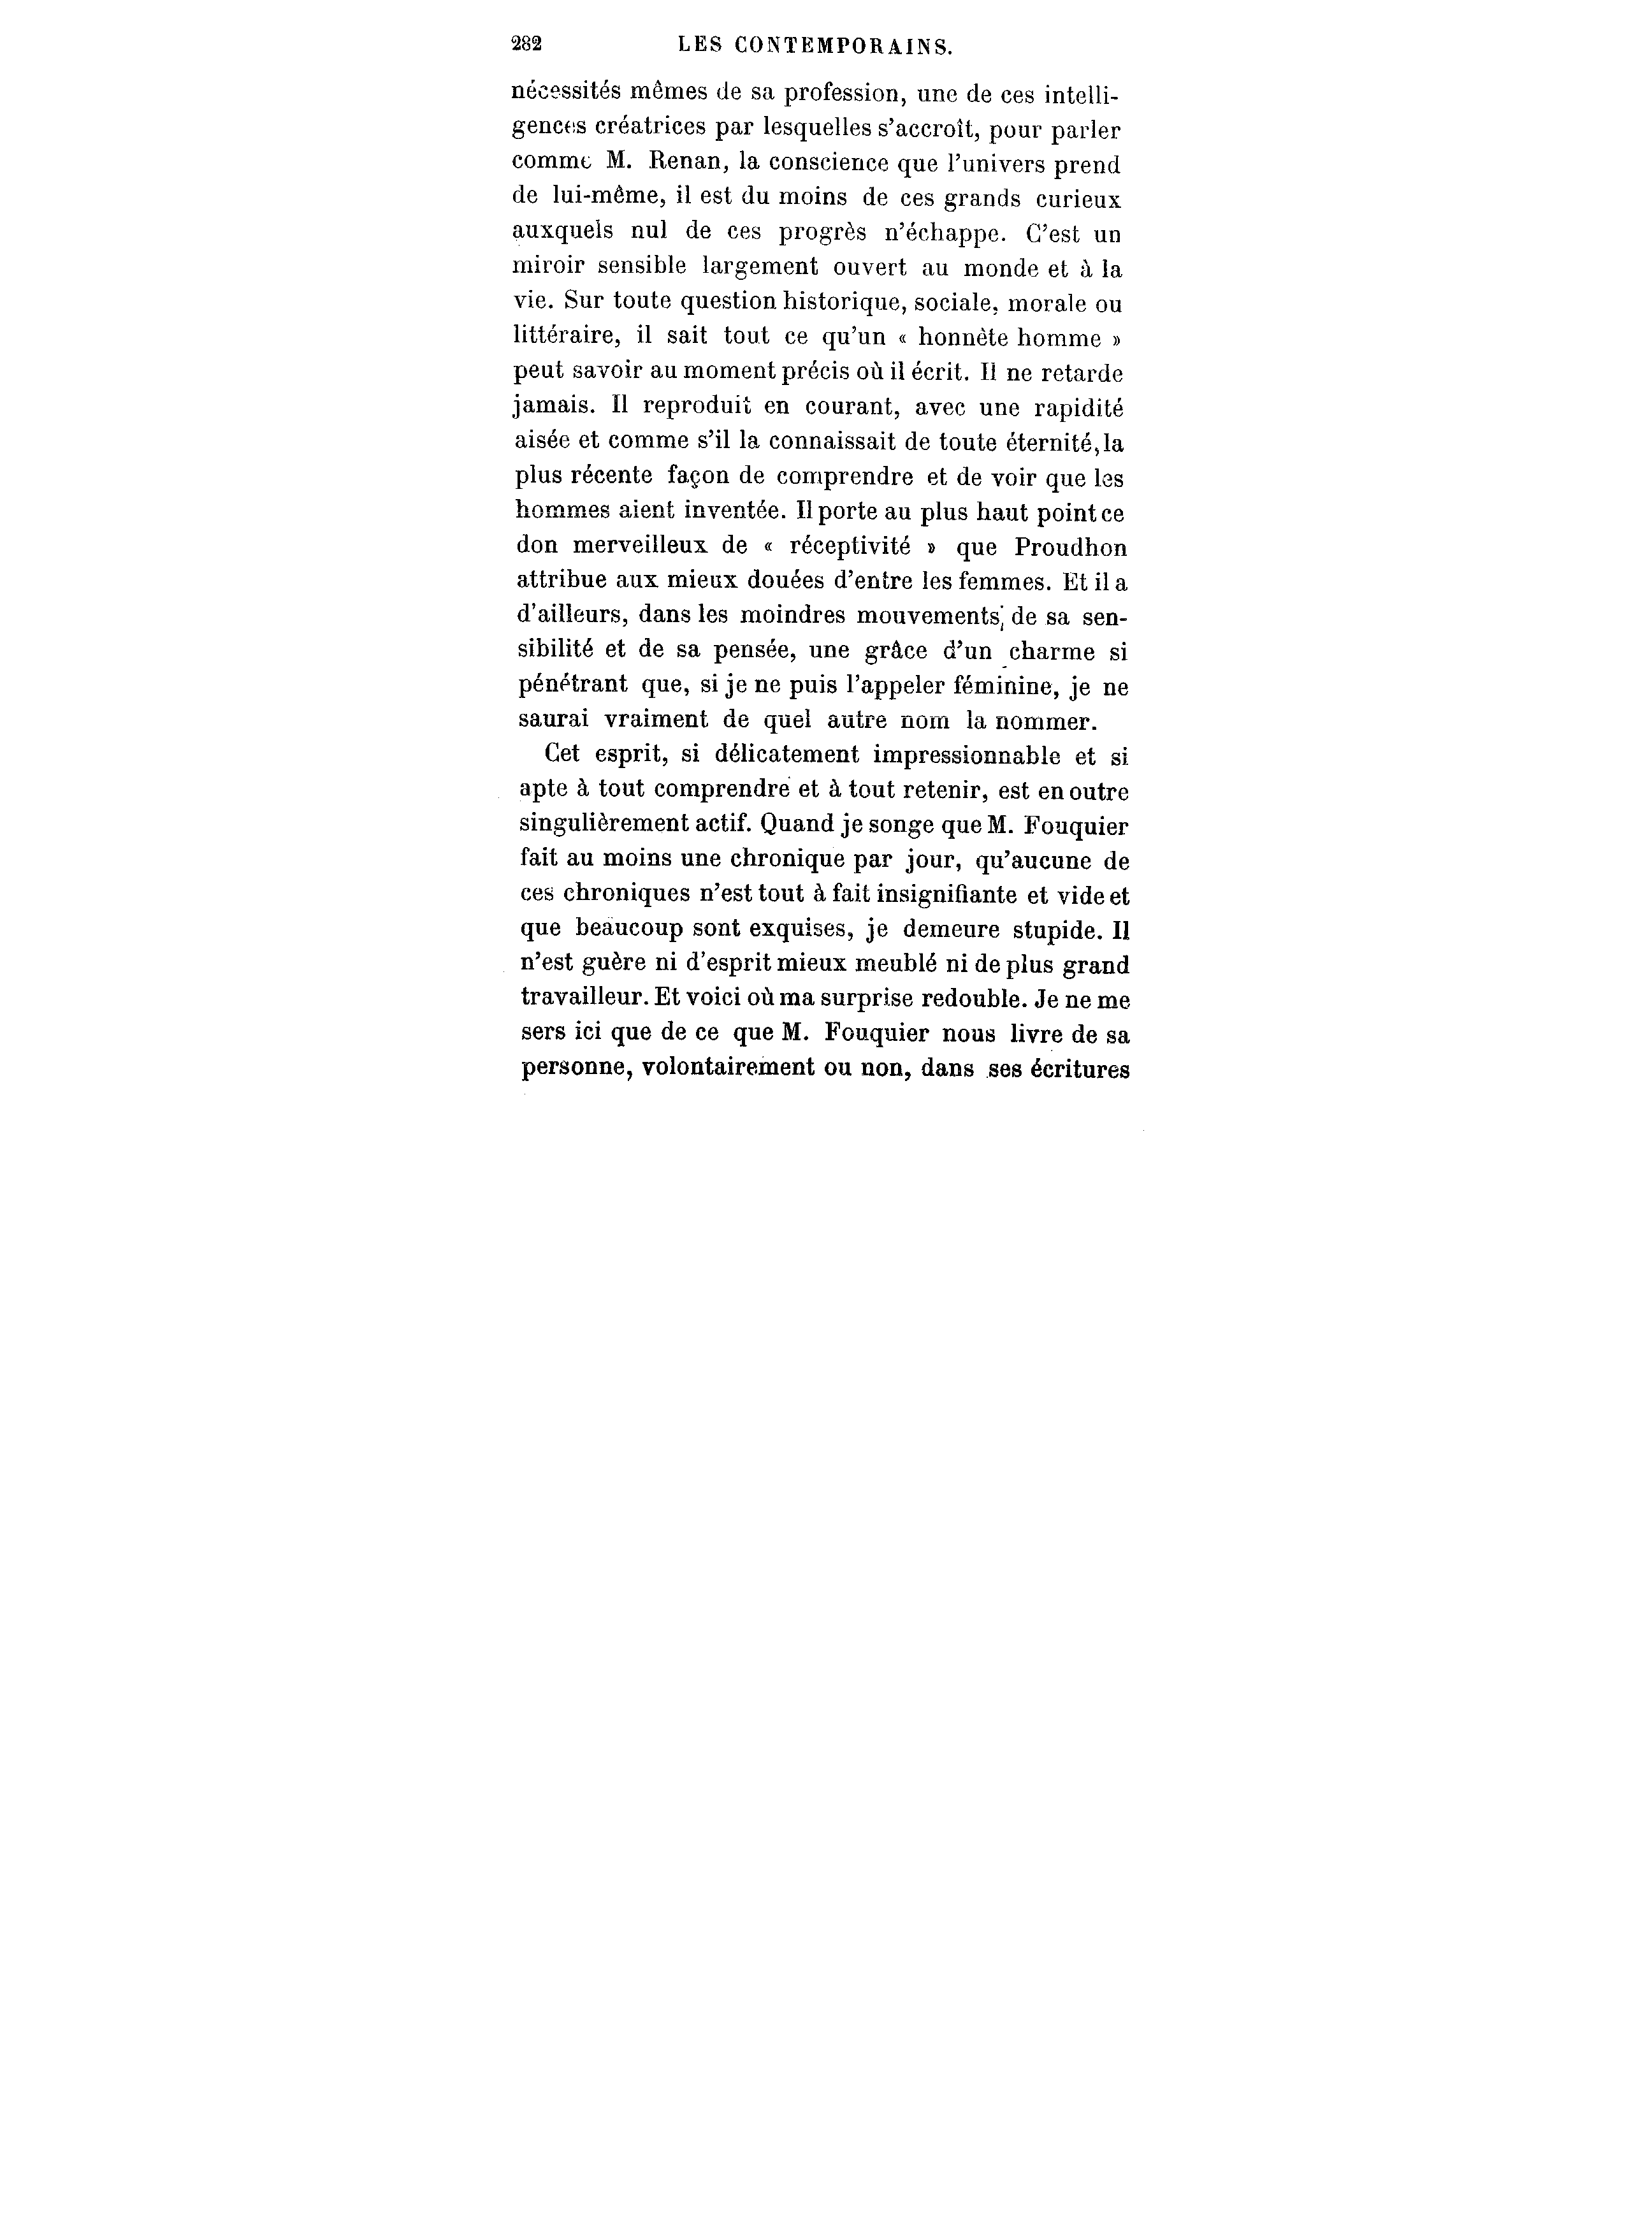 282 LES CONTEMPORAINS.
nécessités mêmes de sa profession, une de ces intelli-
gences créatrices par lesquelles s'accroît, pour parler
comme M. Renan, la conscience que l'univers prend
de lui-même, il est du moins de ces grands curieux
auxquels nul de ces progrès n'échappe. C'est un
miroir sensible largement ouvert au monde et à la
vie. Sur toute question historique, sociale, morale ou
littéraire, il sait tout ce qu'un « honnête homme »
peut savoir au moment précis où il écrit. Il ne retarde
jamais. Il reproduit en courant, avec une rapidité
aisée et comme s'il la connaissait de toute éternité, la
plus récente façon de comprendre et de voir que les
hommes aient inventée. Il porte au plus haut point ce
don merveilleux de « réceptivité » que Proudhon
attribue aux mieux douées d'entre les femmes. Et il a
d'ailleurs, dans les moindres mouvements de sa sen-
sibilité et de sa pensée, une grâce d'un charme si
pénétrant que, si je ne puis l'appeler féminine, je ne
saurai vraiment de quel autre nom la nommer.
Cet esprit, si délicatement impressionnable et si
apte à tout comprendre et à tout retenir, est en outre
singulièrement actif. Quand je songe que M. Fouquier
fait au moins une chronique par jour, qu'aucune de
ces chroniques n'est tout à fait insignifiante et vide et
que beaucoup sont exquises, je demeure stupide. Il
n'est guère ni d'esprit mieux meublé ni de plus grand
travailleur. Et voici où ma surprise redouble. Je ne me
sers ici que de ce que M. Fouquier nous livre de sa
personne, volontairement ou non, dans ses écritures